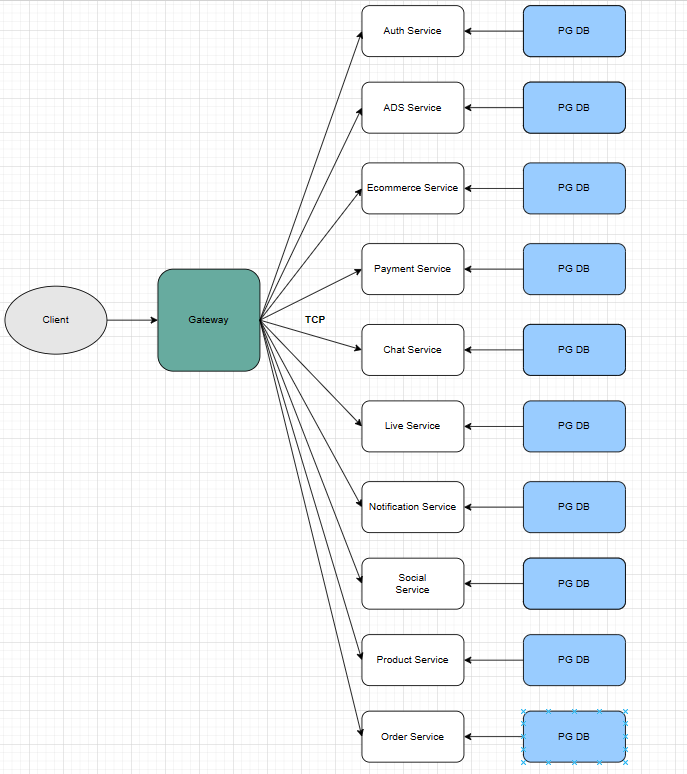 Auth Service
PG DB
ADS Service
PG DB
Ecommerce Service
PG DB
Payment Service
PG DB
Client
Gateway
TCP
Chat Service
PG DB
Live Service
PG DB
Notification Service
PG DB
Social
Service
PG DB
Product Service
PG DB
Order Service
PG DB